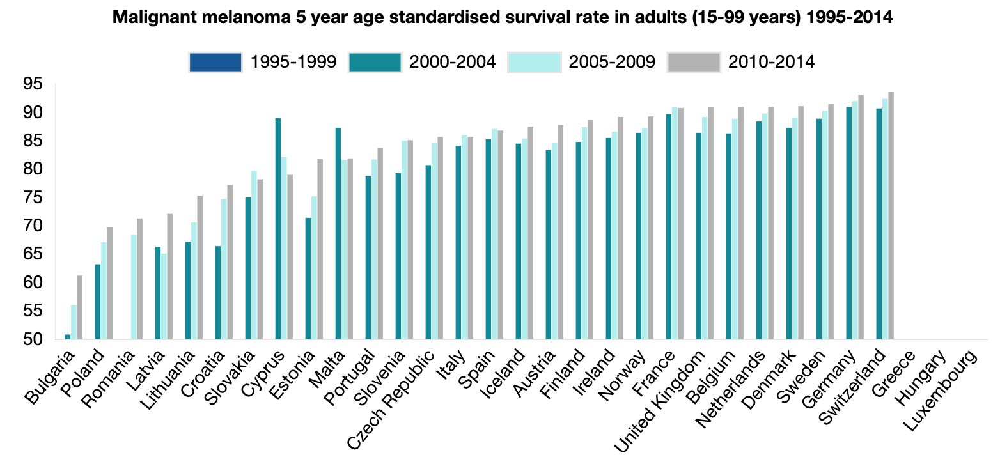 Malignant melanoma 5 year age standardised survival rate in adults (15-99 years) 1995-2014
1995-1999 2000-2004 2005-2009 2010-2014
95
90
85
80
75
70
65
60
55
50
Bulgaria
Poland
Romania
Latvia
Lithuania
Croatia
Slovakia
Cyprus
Estonia
Malta
Portugal
Slovenia
Czech Republic
Italy
Spain
Iceland
Austria
Finland
Ireland
Norway
France
United Kingdom
Belgium
Netherlands
Denmark
Sweden
Germany
Switzerland
Greece
Hungary
Luxembourg